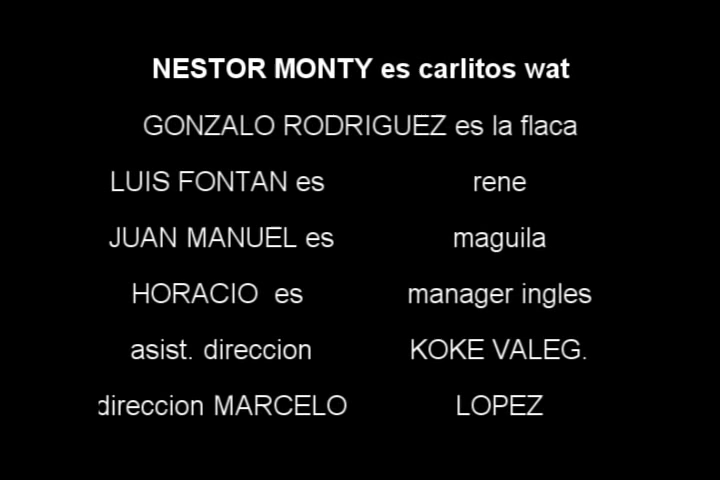 NESTOR MONTY es carlitos wat
GONZALO RODRIGUEZ es la flaca
LUIS FONTAN es rene
JUAN MANUEL es maguila
HORACIO es manager ingles
asist. direccion KOKE VALEG.
direccion MARCELO LOPEZ